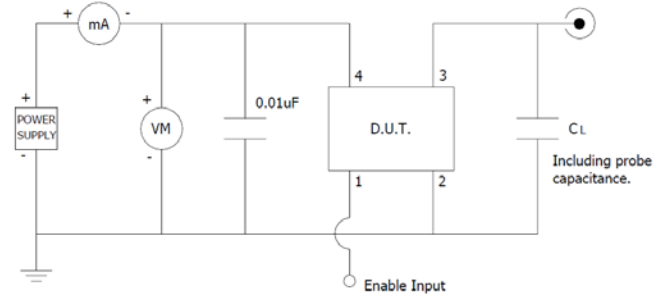 + mA -
+
POWER
SUPPLY
-
+
VM
-
0.01uF
4
3
D.U.T.
1
2
CL
Including probe
capacitance.
Enable Input